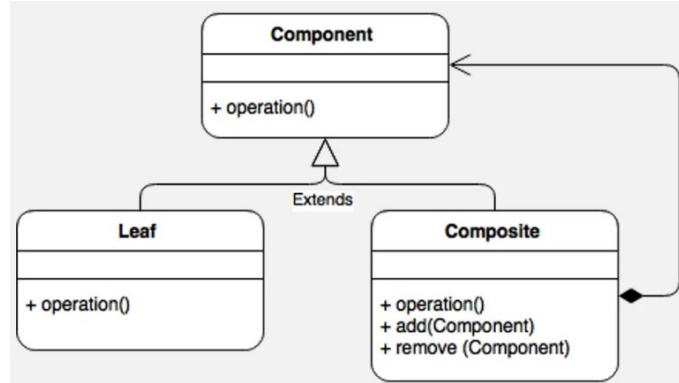 Component
+ operation()
Extends
Leaf
+ operation()
Composite
+ operation()
+ add(Component)
+ remove (Component)